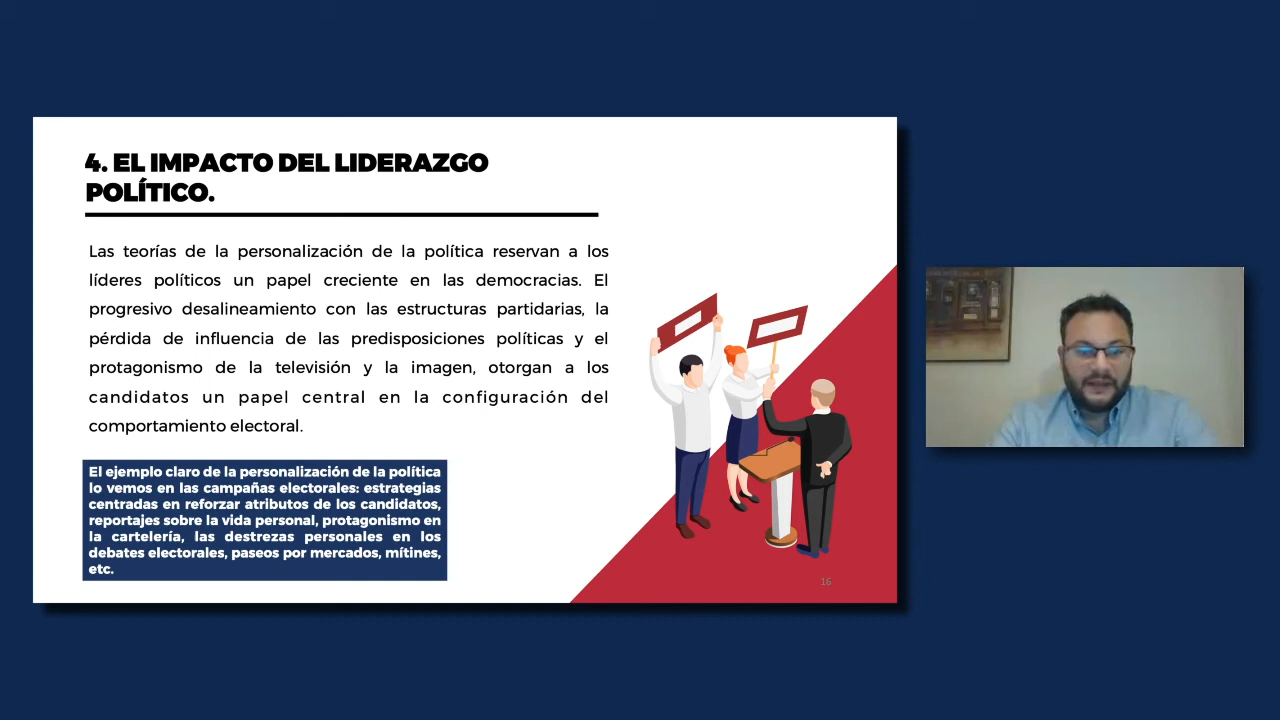 4. EL IMPACTO DEL LIDERAZGO
POLÍTICO.
Las teorías de la personalización de la política reservan a los
líderes políticos un papel creciente en las democracias. El
progresivo desalineamiento con las estructuras partidarias, la
pérdida de influencia de las predisposiciones políticas y el
protagonismo de la televisión y la imagen, otorgan a los
candidatos un papel central en la configuración del
comportamiento electoral.
El ejemplo claro de la personalización de la política
lo vemos en las campañas electorales: estrategias
centradas en reforzar atributos de los candidatos,
reportajes sobre la vida personal, protagonismo en
la cartelería, las destrezas personales en los
debates electorales, paseos por mercados, mítines,
etc.
16